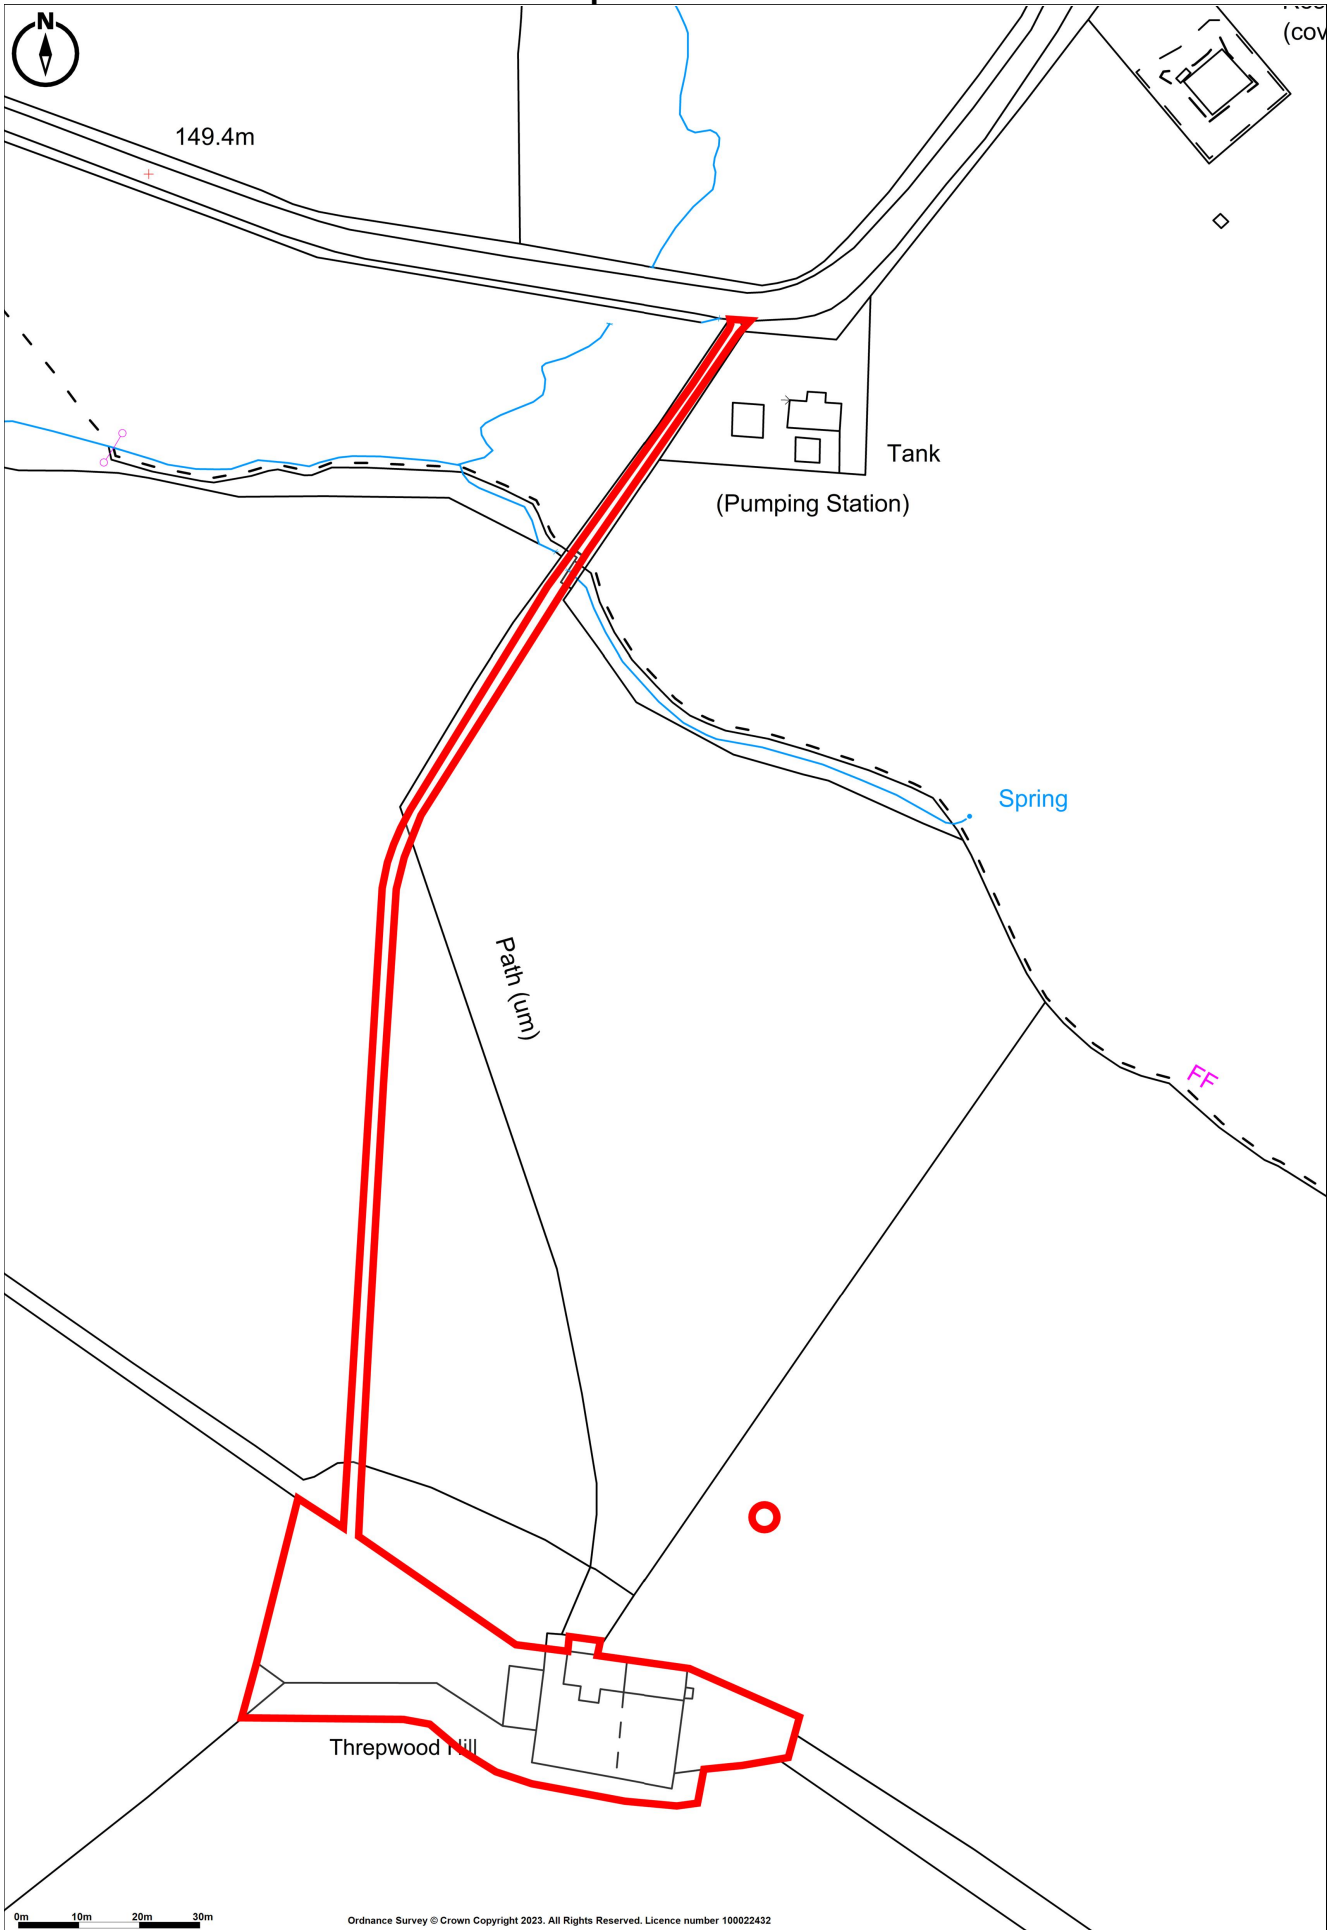 N
(cov
149.4m
Tank
(Pumping Station)
Spring
Path (um)
FF
Threpwood Hill
0m 10m 20m 30m
Ordnance Survey © Crown Copyright 2023. All Rights Reserved. Licence number 100022432